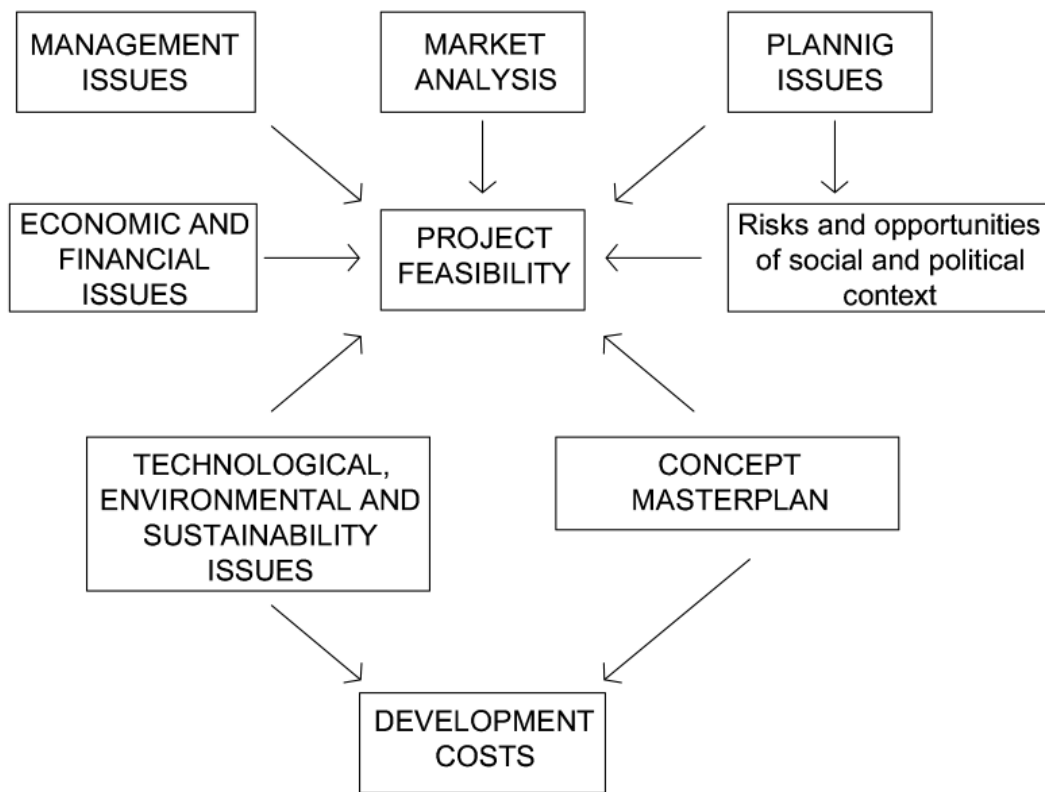 MANAGEMENT
ISSUES
MARKET
ANALYSIS
PLANNIG
ISSUES
ECONOMIC AND
FINANCIAL
ISSUES
PROJECT
FEASIBILITY
Risks and opportunities
of social and political
context
TECHNOLOGICAL,
ENVIRONMENTAL AND
SUSTAINABILITY
ISSUES
CONCEPT
MASTERPLAN
DEVELOPMENT
COSTS